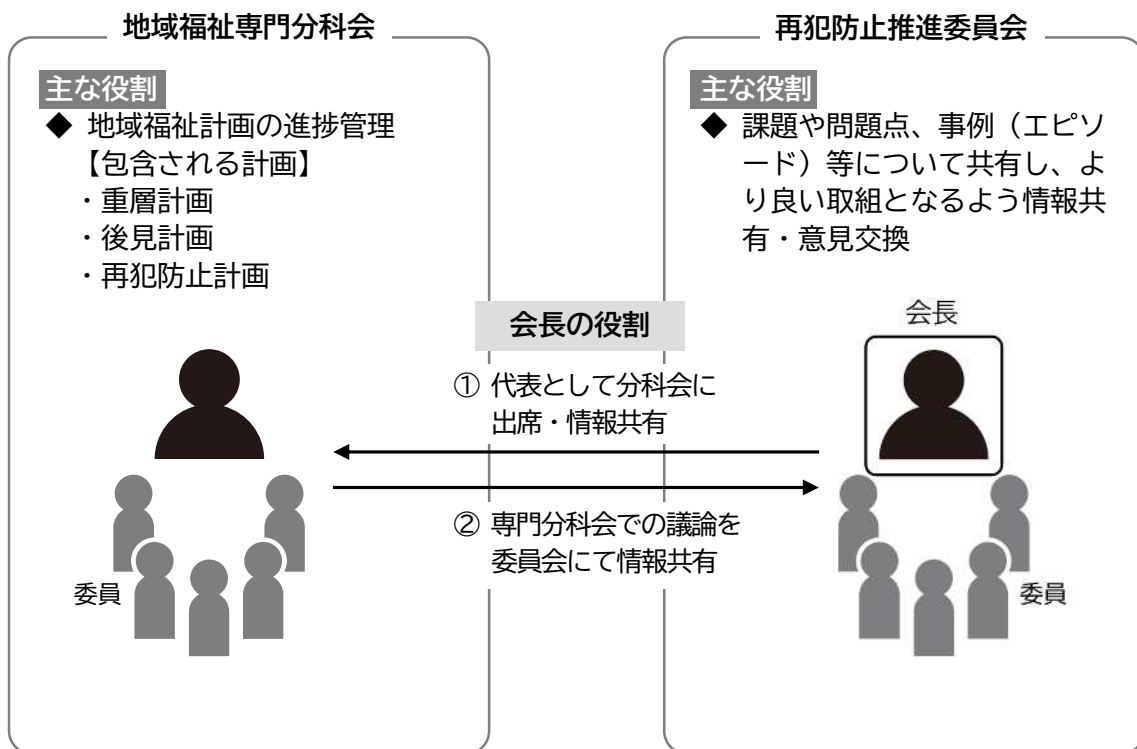 地域福祉専門分科会
主な役割
◆ 地域福祉計画の進捗管理
【包含される計画】
・重層計画
・後見計画
・再犯防止計画
委員
会長の役割
① 代表として分科会に
出席・情報共有
② 専門分科会での議論を
委員会にて情報共有
再犯防止推進委員会
主な役割
◆ 課題や問題点、事例（エピソ
ード）等について共有し、よ
り良い取組となるよう情報共
有・意見交換
会長
委員